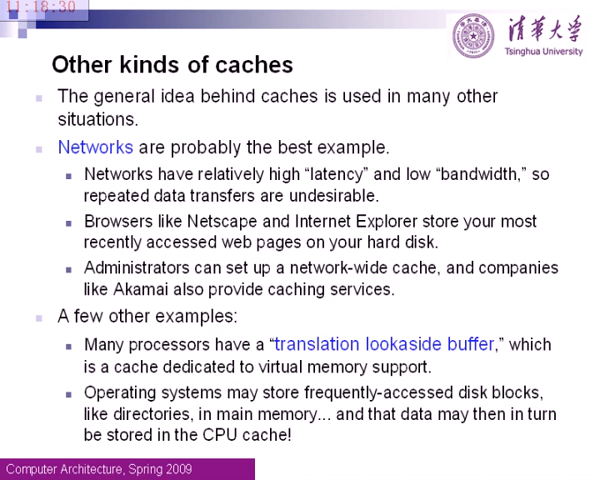 11:18:30
清华大学
Tsinghua University
Other kinds of caches
The general idea behind caches is used in many other
situations.
Networks are probably the best example.
Networks have relatively high “latency” and low “bandwidth,” so
repeated data transfers are undesirable.
Browsers like Netscape and Internet Explorer store your most
recently accessed web pages on your hard disk.
Administrators can set up a network-wide cache, and companies
like Akamai also provide caching services.
A few other examples:
Many processors have a “translation lookaside buffer,” which
is a cache dedicated to virtual memory support.
Operating systems may store frequently-accessed disk blocks,
like directories, in main memory... and that data may then in turn
be stored in the CPU cache!
Computer Architecture, Spring 2009